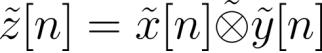 z̃[n] = x̃[n] ⊗̃ ỹ[n]